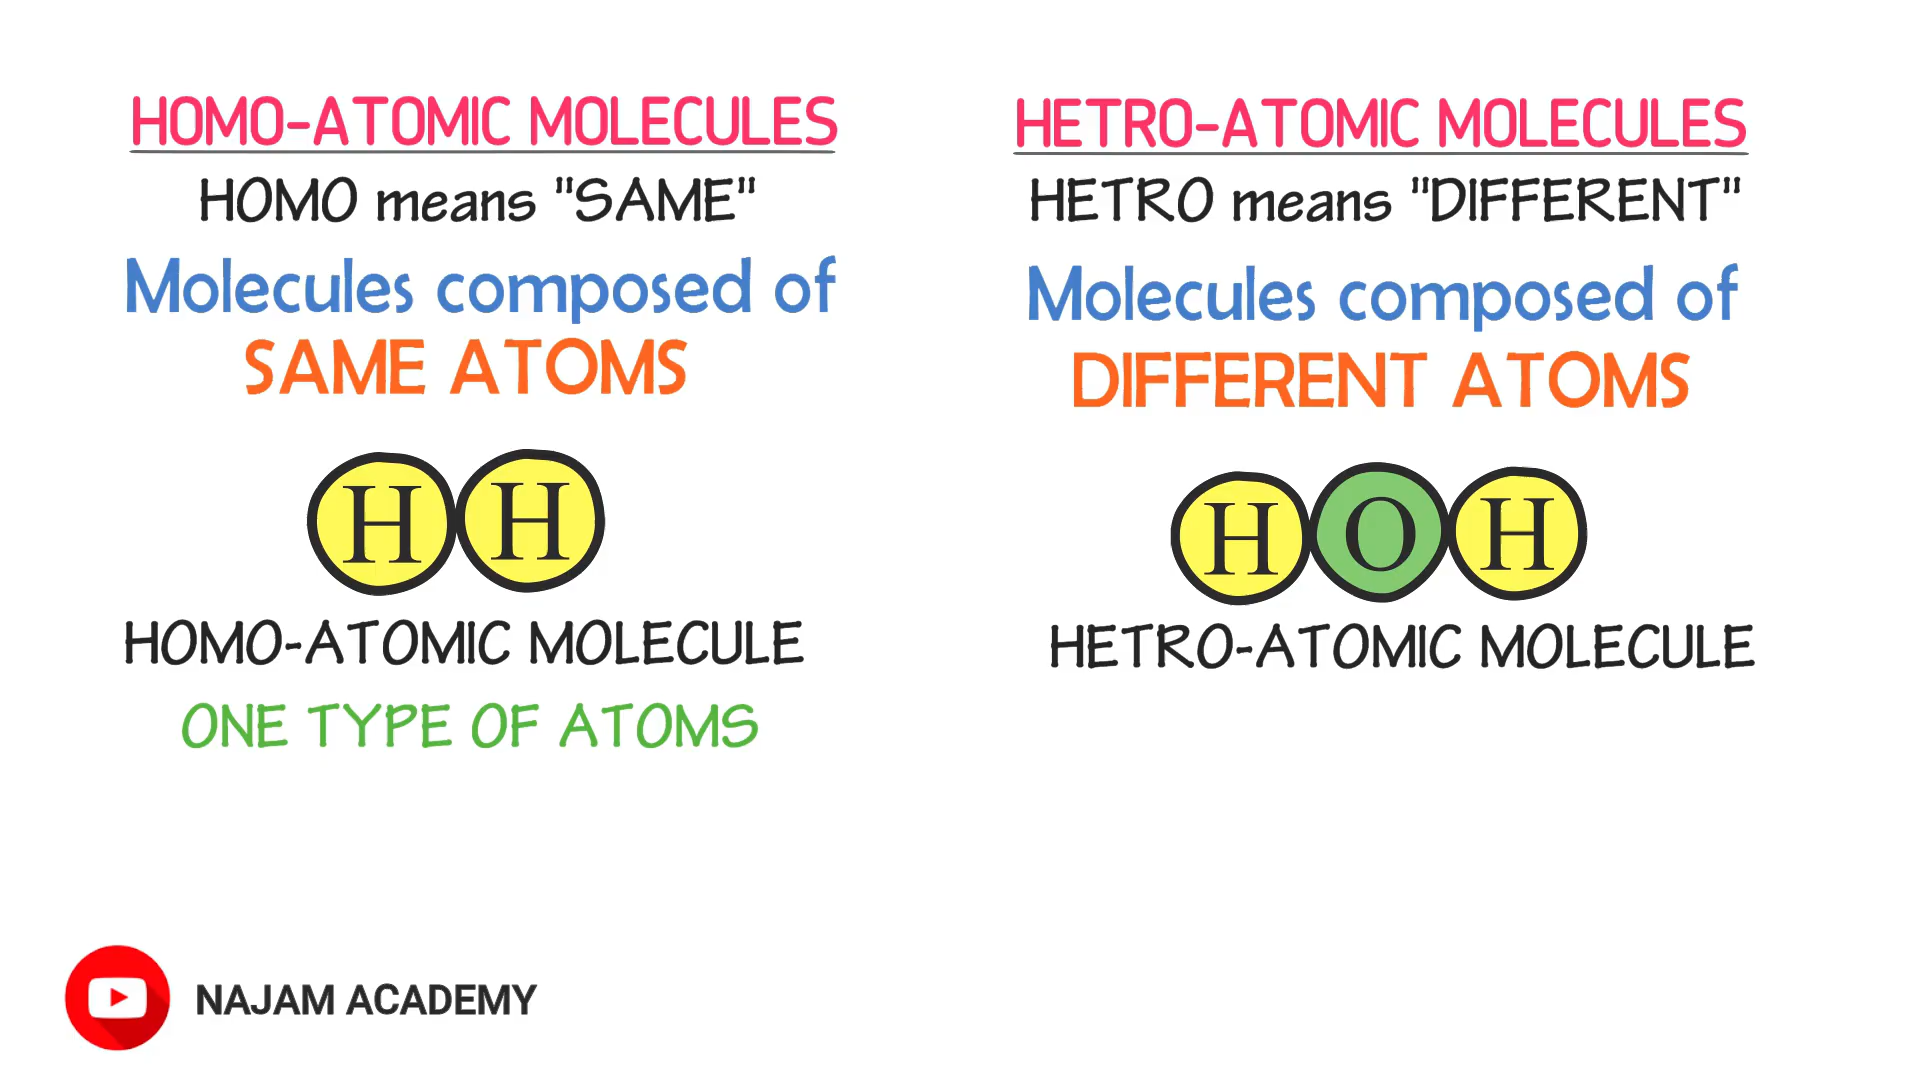 HOMO-ATOMIC MOLECULES
HOMO means "SAME"
Molecules composed of
SAME ATOMS
H H
HOMO-ATOMIC MOLECULE
ONE TYPE OF ATOMS
HETRO-ATOMIC MOLECULES
HETRO means "DIFFERENT"
Molecules composed of
DIFFERENT ATOMS
H O H
HETRO-ATOMIC MOLECULE
NAJAM ACADEMY